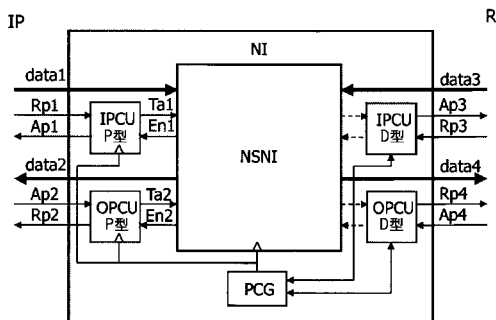 IP
R
NI
data1
data3
Rp1
Ap1
IPCU
P型
Ta1
En1
NSNI
IPCU
D型
Ap3
Rp3
data2
data4
Ap2
Rp2
OPCU
P型
Ta2
En2
OPCU
D型
Rp4
Ap4
PCG